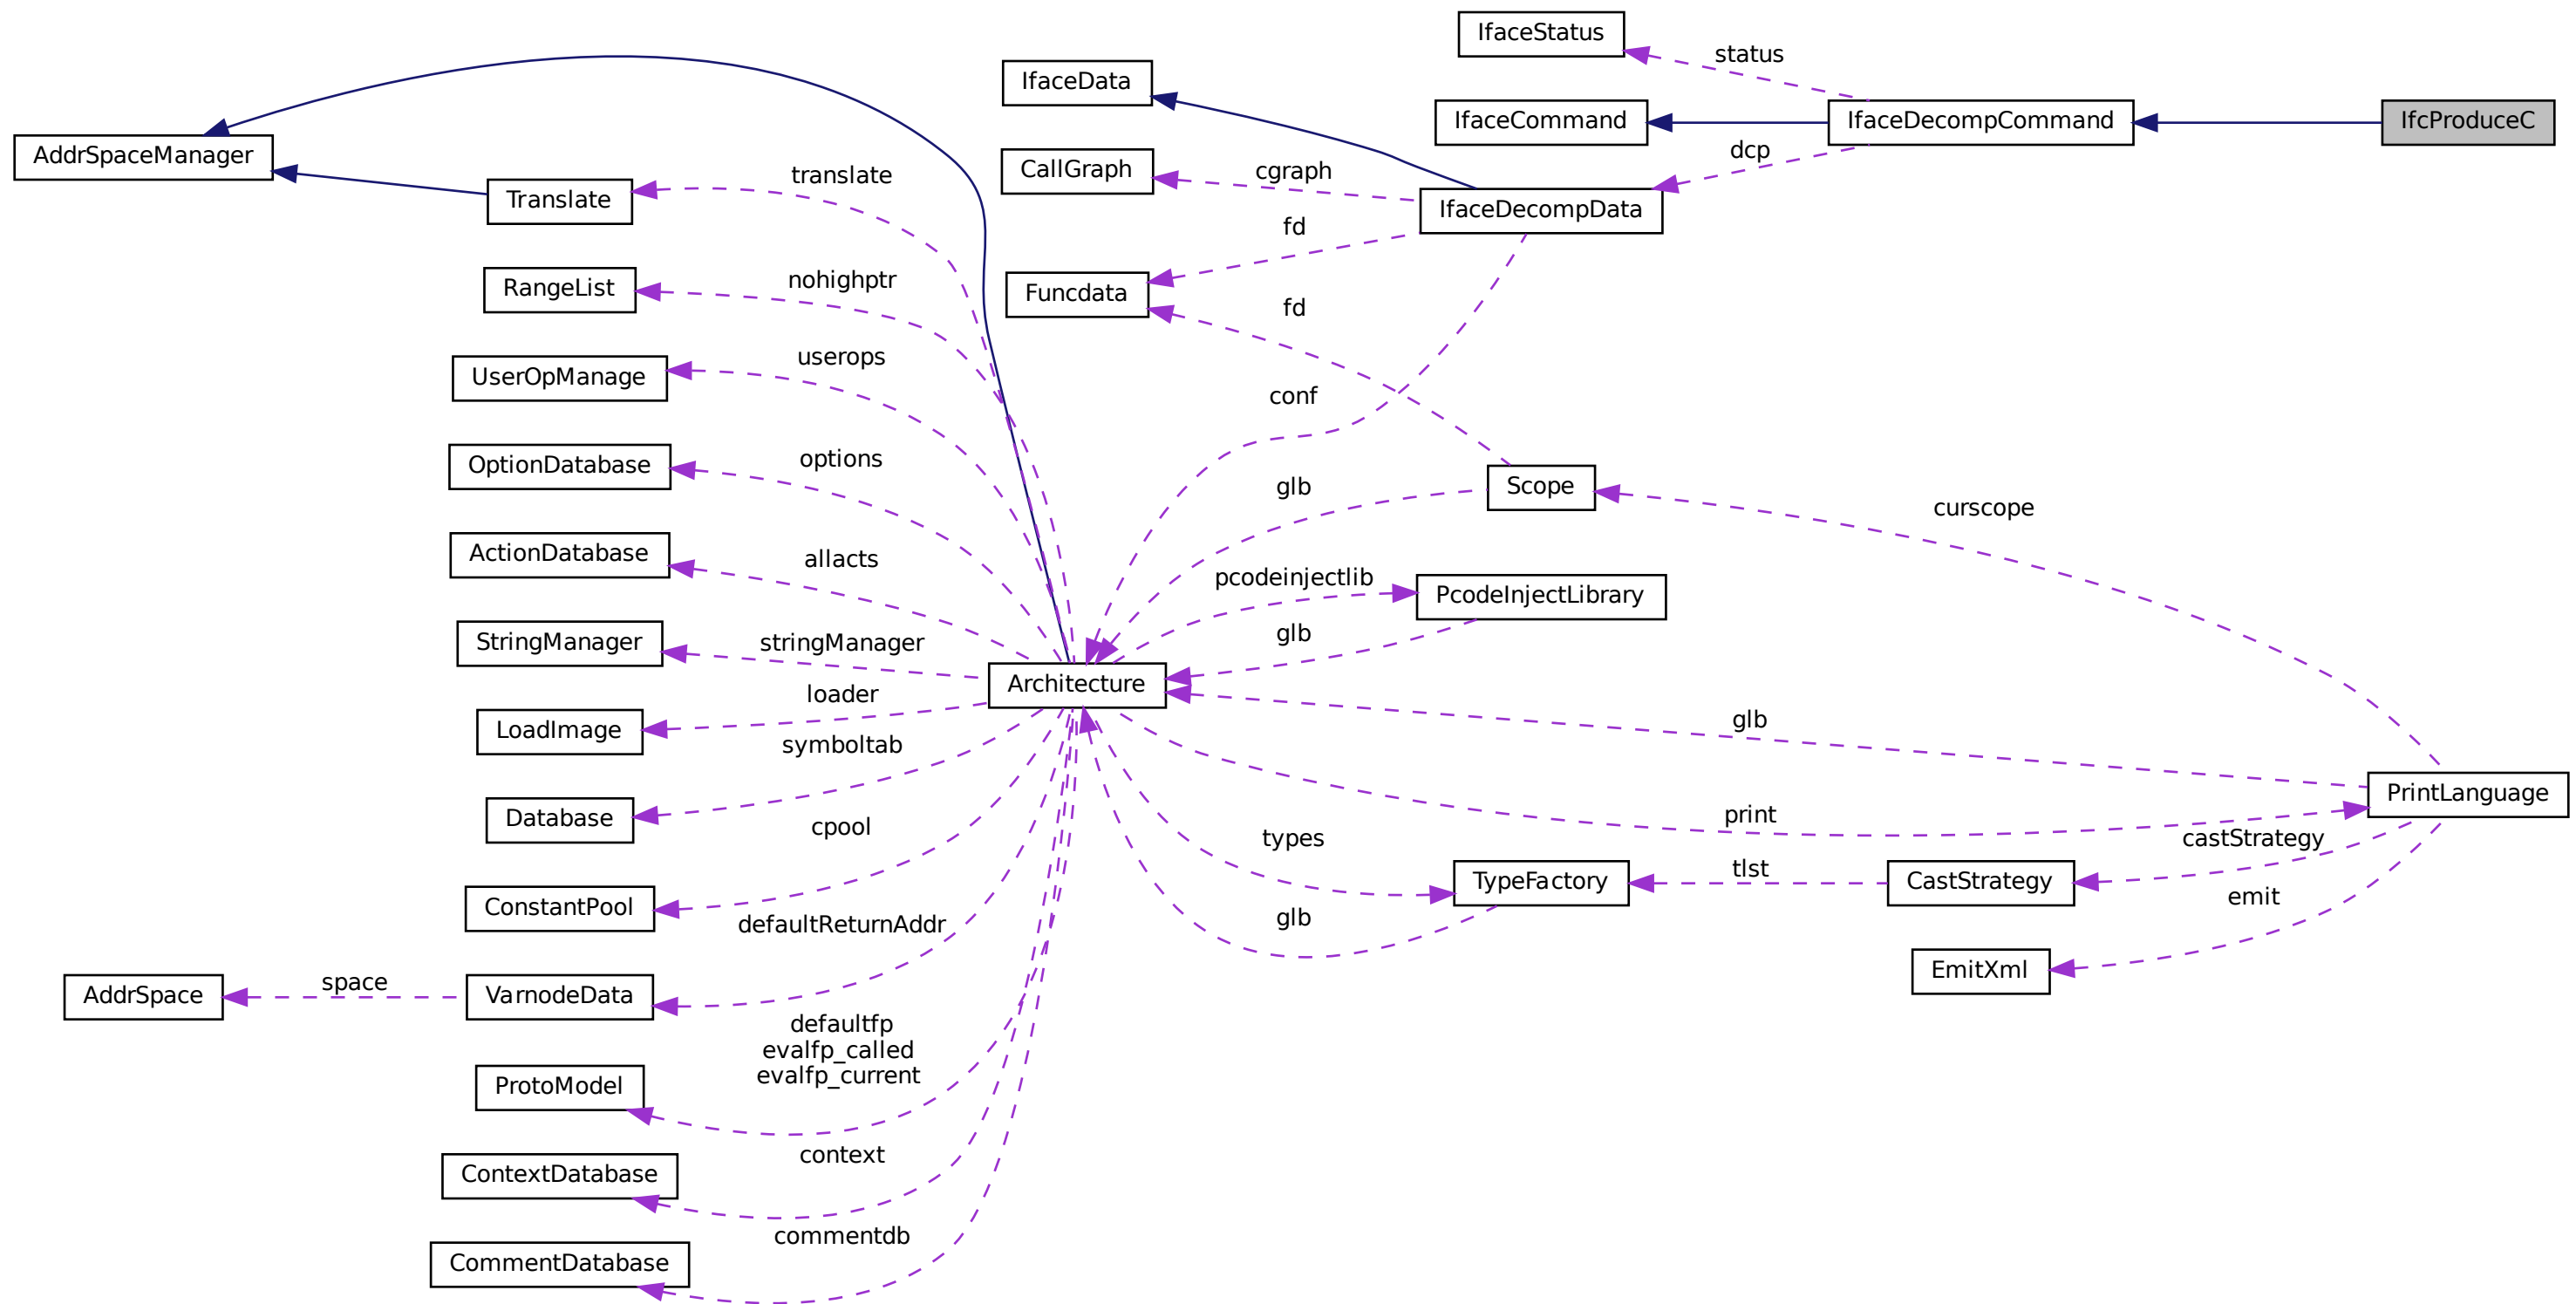 IfaceStatus
status
IfaceData
IfaceCommand
IfaceDecompCommand
IfcProduceC
AddrSpaceManager
CallGraph
cgraph
dcp
translate
Translate
IfaceDecompData
fd
nohighptr
RangeList
Funcdata
fd
userops
UserOpManage
conf
options
OptionDatabase
glb
Scope
curscope
allacts
ActionDatabase
pcodeinjectlib
PcodeInjectLibrary
stringManager
StringManager
glb
Architecture
loader
LoadImage
glb
symboltab
Database
print
PrintLanguage
cpool
types
castStrategy
ConstantPool
TypeFactory
tlst
CastStrategy
glb
emit
defaultReturnAddr
EmitXml
AddrSpace
space
VarnodeData
defaultfp
evalfp_called
evalfp_current
ProtoModel
context
ContextDatabase
commentdb
CommentDatabase